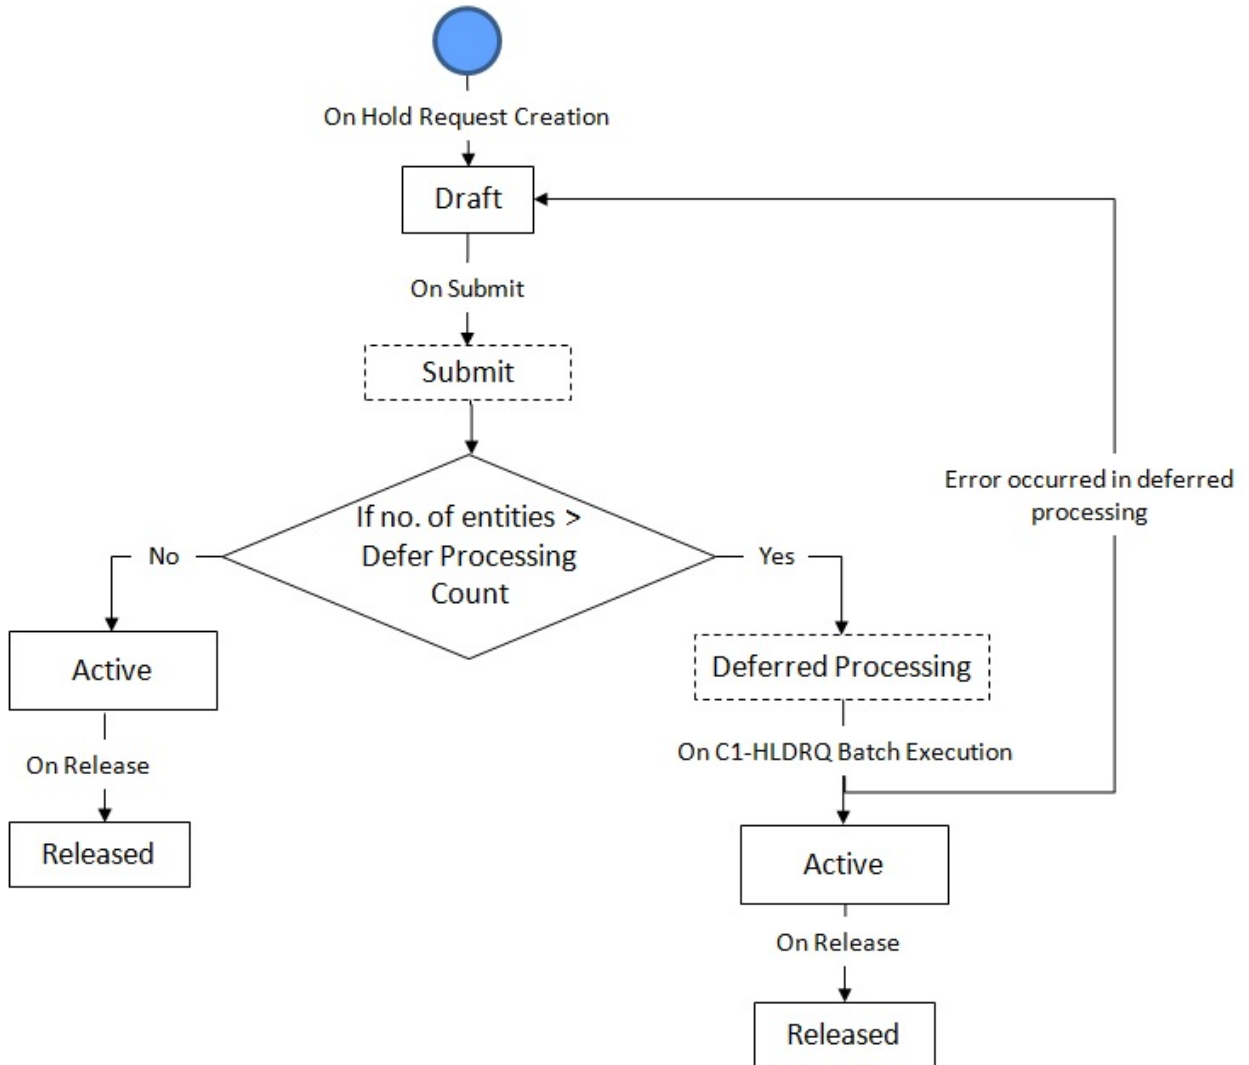 On Hold Request Creation
Draft
On Submit
Submit
If no. of entities >
Defer Processing
Count
No
Yes
Error occurred in deferred
processing
Active
On Release
Released
Deferred Processing
On C1-HLDRQ Batch Execution
Active
On Release
Released